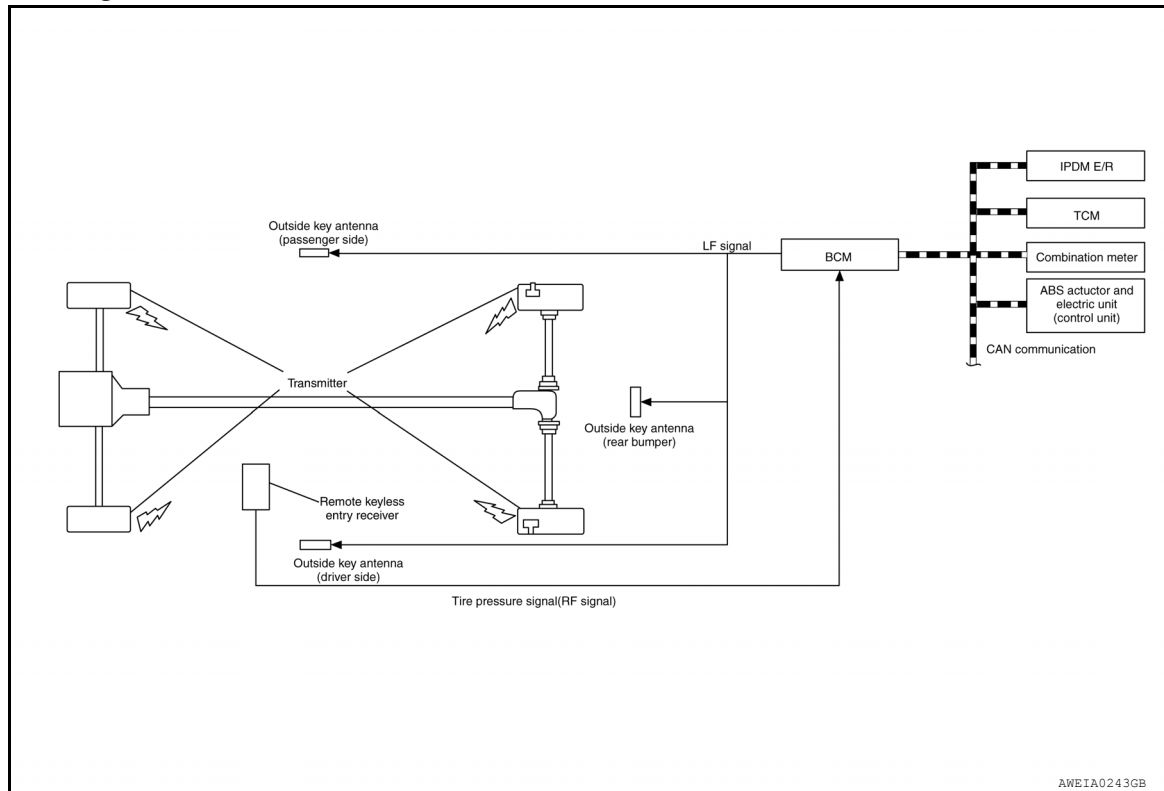 IPDM E/R
TCM
Outside key antenna
(passenger side)
LF signal
BCM
Combination meter
ABS actuctor and
electric unit
(control unit)
CAN communication
Transmitter
Outside key antenna
(rear bumper)
Remote keyless
entry receiver
Outside key antenna
(driver side)
Tire pressure signal(RF signal)
AWEIA0243GB